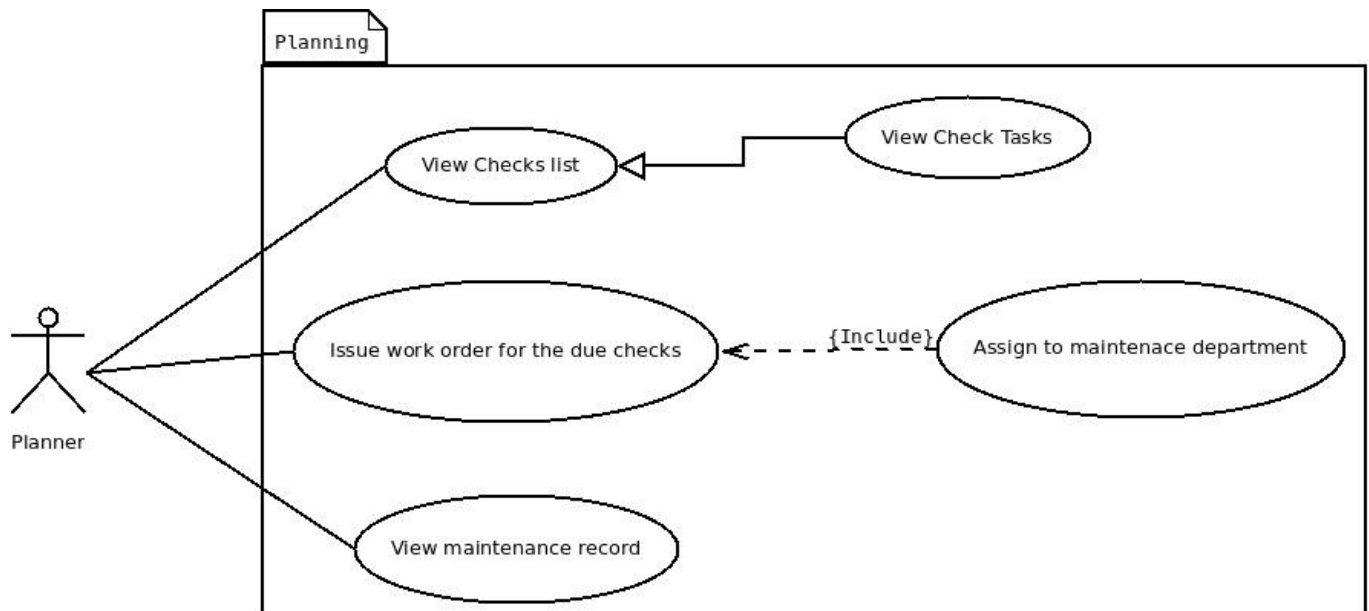 Planning
View Check Tasks
View Checks list
{Include}
Issue work order for the due checks
Assign to maintenace department
Planner
View maintenance record